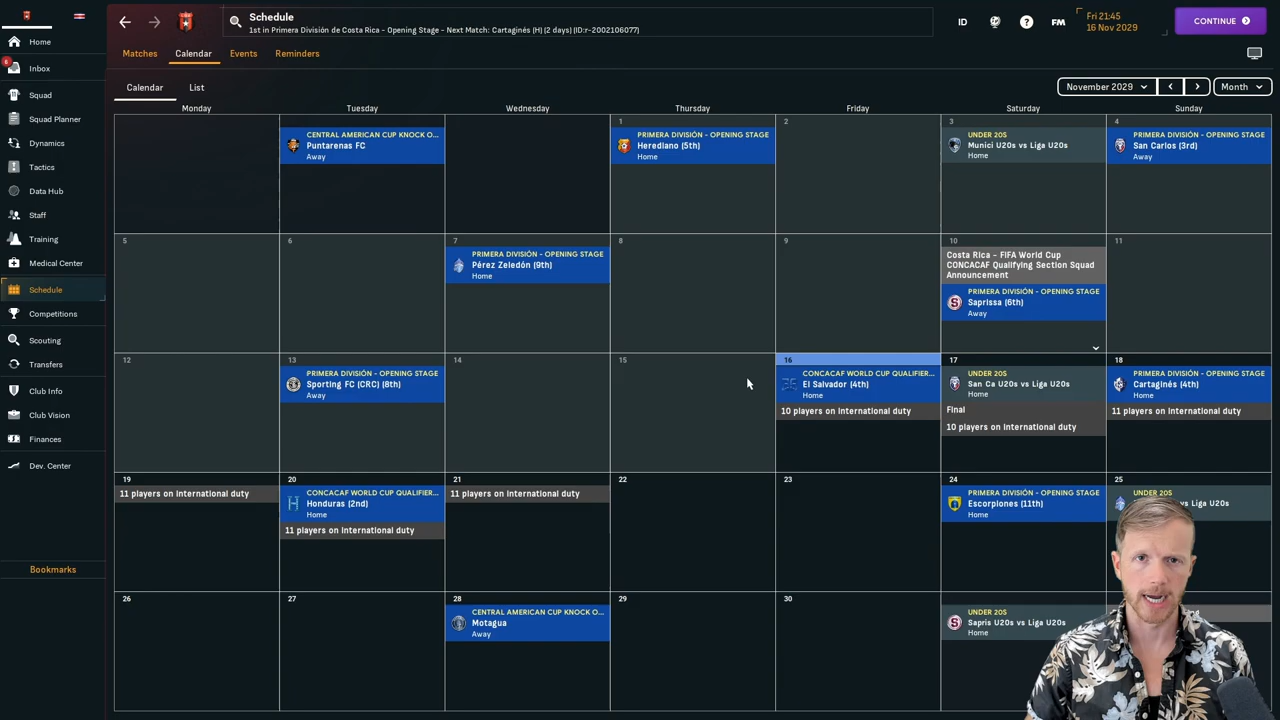 Schedule
1st in Primera División de Costa Rica - Opening Stage - Next Match: Cartaginés (H) (2 days) (ID:r-2002106077)
ID
FM
Fri 21:45
16 Nov 2029
CONTINUE
Home
6
Inbox
Squad
Squad Planner
Dynamics
Tactics
Data Hub
Staff
Training
Medical Center
Schedule
Competitions
Scouting
Transfers
Club Info
Club Vision
Finances
Dev. Center
Bookmarks
Matches
Calendar
Events
Reminders
Calendar
List
November 2029
Month
Monday
Tuesday
Wednesday
Thursday
Friday
Saturday
Sunday
CENTRAL AMERICAN CUP KNOCK O...
Puntarenas FC
Away
1
PRIMERA DIVISIÓN - OPENING STAGE
Herediano (5th)
Home
2
3
UNDER 20S
Munici U20s vs Liga U20s
Home
4
PRIMERA DIVISIÓN - OPENING STAGE
San Carlos (3rd)
Away
5
6
7
PRIMERA DIVISIÓN - OPENING STAGE
Pérez Zeledón (9th)
Home
8
9
10
Costa Rica - FIFA World Cup
CONCACAF Qualifying Section Squad
Announcement
PRIMERA DIVISIÓN - OPENING STAGE
Saprissa (6th)
Away
11
12
13
PRIMERA DIVISIÓN - OPENING STAGE
Sporting FC (CRC) (8th)
Away
14
15
16
CONCACAF WORLD CUP QUALIFIER...
El Salvador (4th)
Home
10 players on international duty
17
UNDER 20S
San Ca U20s vs Liga U20s
Home
Final
10 players on international duty
18
PRIMERA DIVISIÓN - OPENING STAGE
Cartaginés (4th)
Home
11 players on international duty
19
11 players on international duty
20
CONCACAF WORLD CUP QUALIFIER...
Honduras (2nd)
Home
11 players on international duty
21
11 players on international duty
22
23
24
PRIMERA DIVISIÓN - OPENING STAGE
Escorpiones (11th)
Home
25
UNDER 20S
vs Liga U20s
26
27
28
CENTRAL AMERICAN CUP KNOCK O...
Motagua
Away
29
30
UNDER 20S
Sapris U20s vs Liga U20s
Home